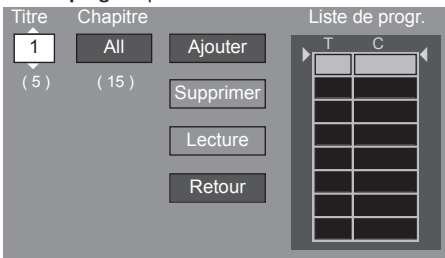 Titre Chapitre Liste de progr.
T C
1 All Ajouter
( 5 ) ( 15 )
Supprimer
Lecture
Retour